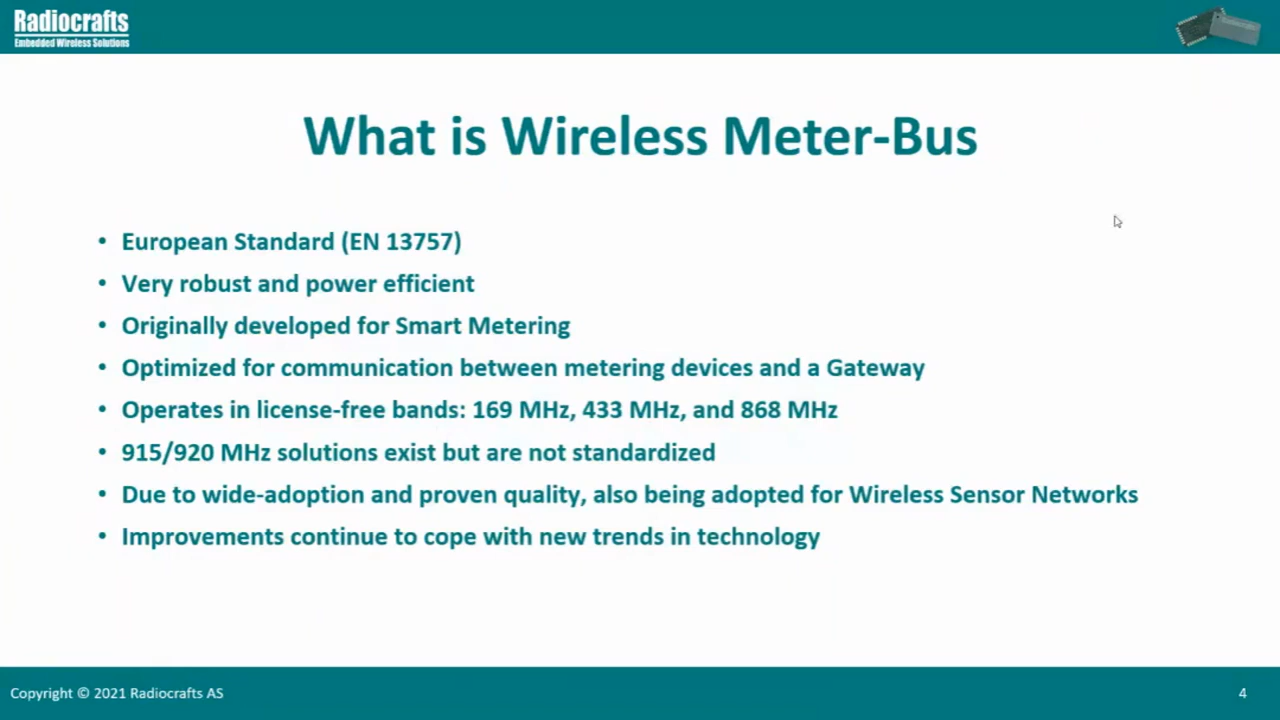 Radiocrafts
Embedded Wireless Solutions
What is Wireless Meter-Bus
• European Standard (EN 13757)
• Very robust and power efficient
• Originally developed for Smart Metering
• Optimized for communication between metering devices and a Gateway
• Operates in license-free bands: 169 MHz, 433 MHz, and 868 MHz
• 915/920 MHz solutions exist but are not standardized
• Due to wide-adoption and proven quality, also being adopted for Wireless Sensor Networks
• Improvements continue to cope with new trends in technology
Copyright © 2021 Radiocrafts AS
4